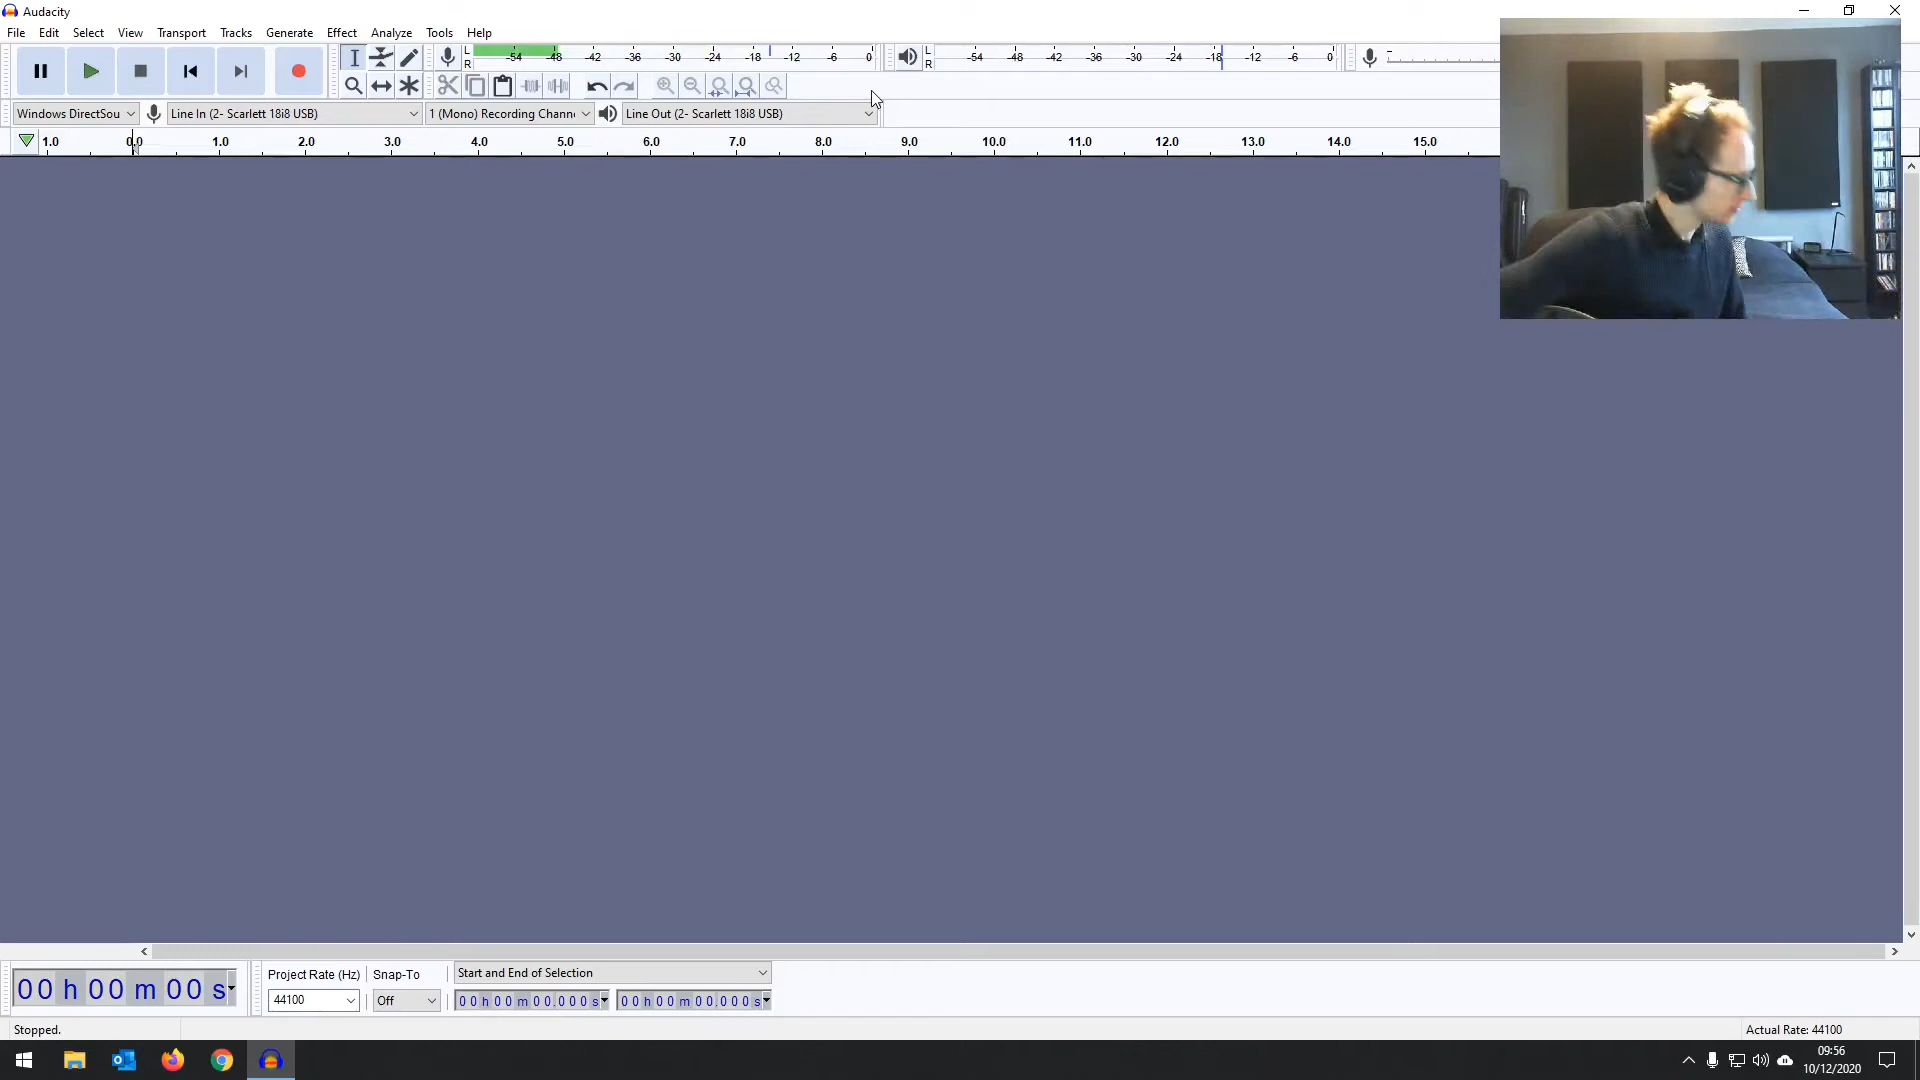 Audacity
File Edit Select View Transport Tracks Generate Effect Analyze Tools Help
L
R
-54 -48 -42 -36 -30 -24 -18 -12 -6 0
L
R
-54 -48 -42 -36 -30 -24 -18 -12 -6 0
Windows DirectSou
Line In (2- Scarlett 18i8 USB)
1 (Mono) Recording Chann
Line Out (2- Scarlett 18i8 USB)
1.0 0.0 1.0 2.0 3.0 4.0 5.0 6.0 7.0 8.0 9.0 10.0 11.0 12.0 13.0 14.0 15.0
00 h 00 m 00 s
Project Rate (Hz)
Snap-To
Start and End of Selection
44100
Off
00 h 00 m 00.000 s
00 h 00 m 00.000 s
Stopped.
Actual Rate: 44100
09:56
10/12/2020